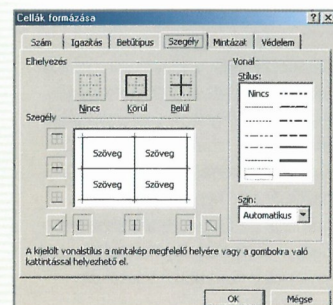 Cellák formázása
Szám Igazítás Betűtípus Szegély Mintázat Védelem
Elhelyezés
Nincs Körül Belül
Szegély
Szöveg Szöveg
Szöveg Szöveg
Vonal
Stílus:
Nincs
Szín:
Automatikus
A kijelölt vonalstílus a mintakép megfelelő helyére vagy a gombokra való
kattintással helyezhető el.
OK Mégse